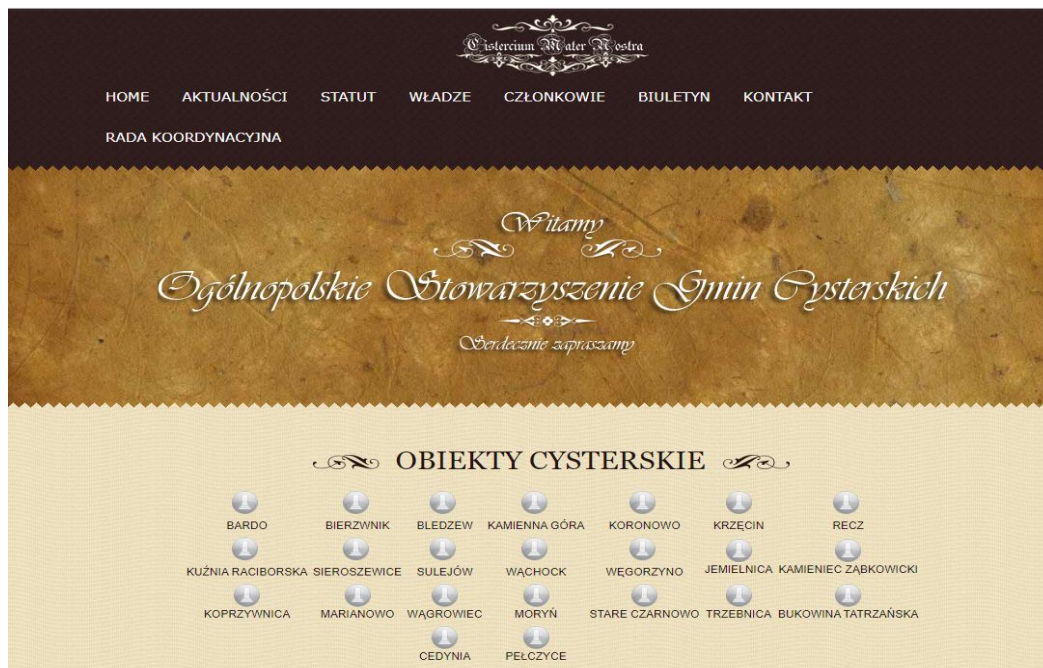 Cistercium Mater Nostra
HOME AKTUALNOŚCI STATUT WŁADZE CZŁONKOWIE BIULETYN KONTAKT
RADA KOORDYNACYJNA
Witamy
Ogólnopolskie Stowarzyszenie Gmin Cysterskich
Serdecznie zapraszamy
OBIEKTY CYSTERSKIE
BARDO BIERZWNIK BLEDZEW KAMIENNA GÓRA KORONOWO KRZĘCIN RECZ
KUŹNIA RACIBORSKA SIEROSZEWICE SULEJÓW WĄCHOCK WĘGORZYNO JEMIELNICA KAMIENIEC ZĄBKOWICKI
KOPRZYWNICA MARIANOWO WĄGROWIEC MORYŃ STARE CZARNOWO TRZEBNICA BUKOWINA TATRZAŃSKA
CEDYNIA PEŁCZYCE